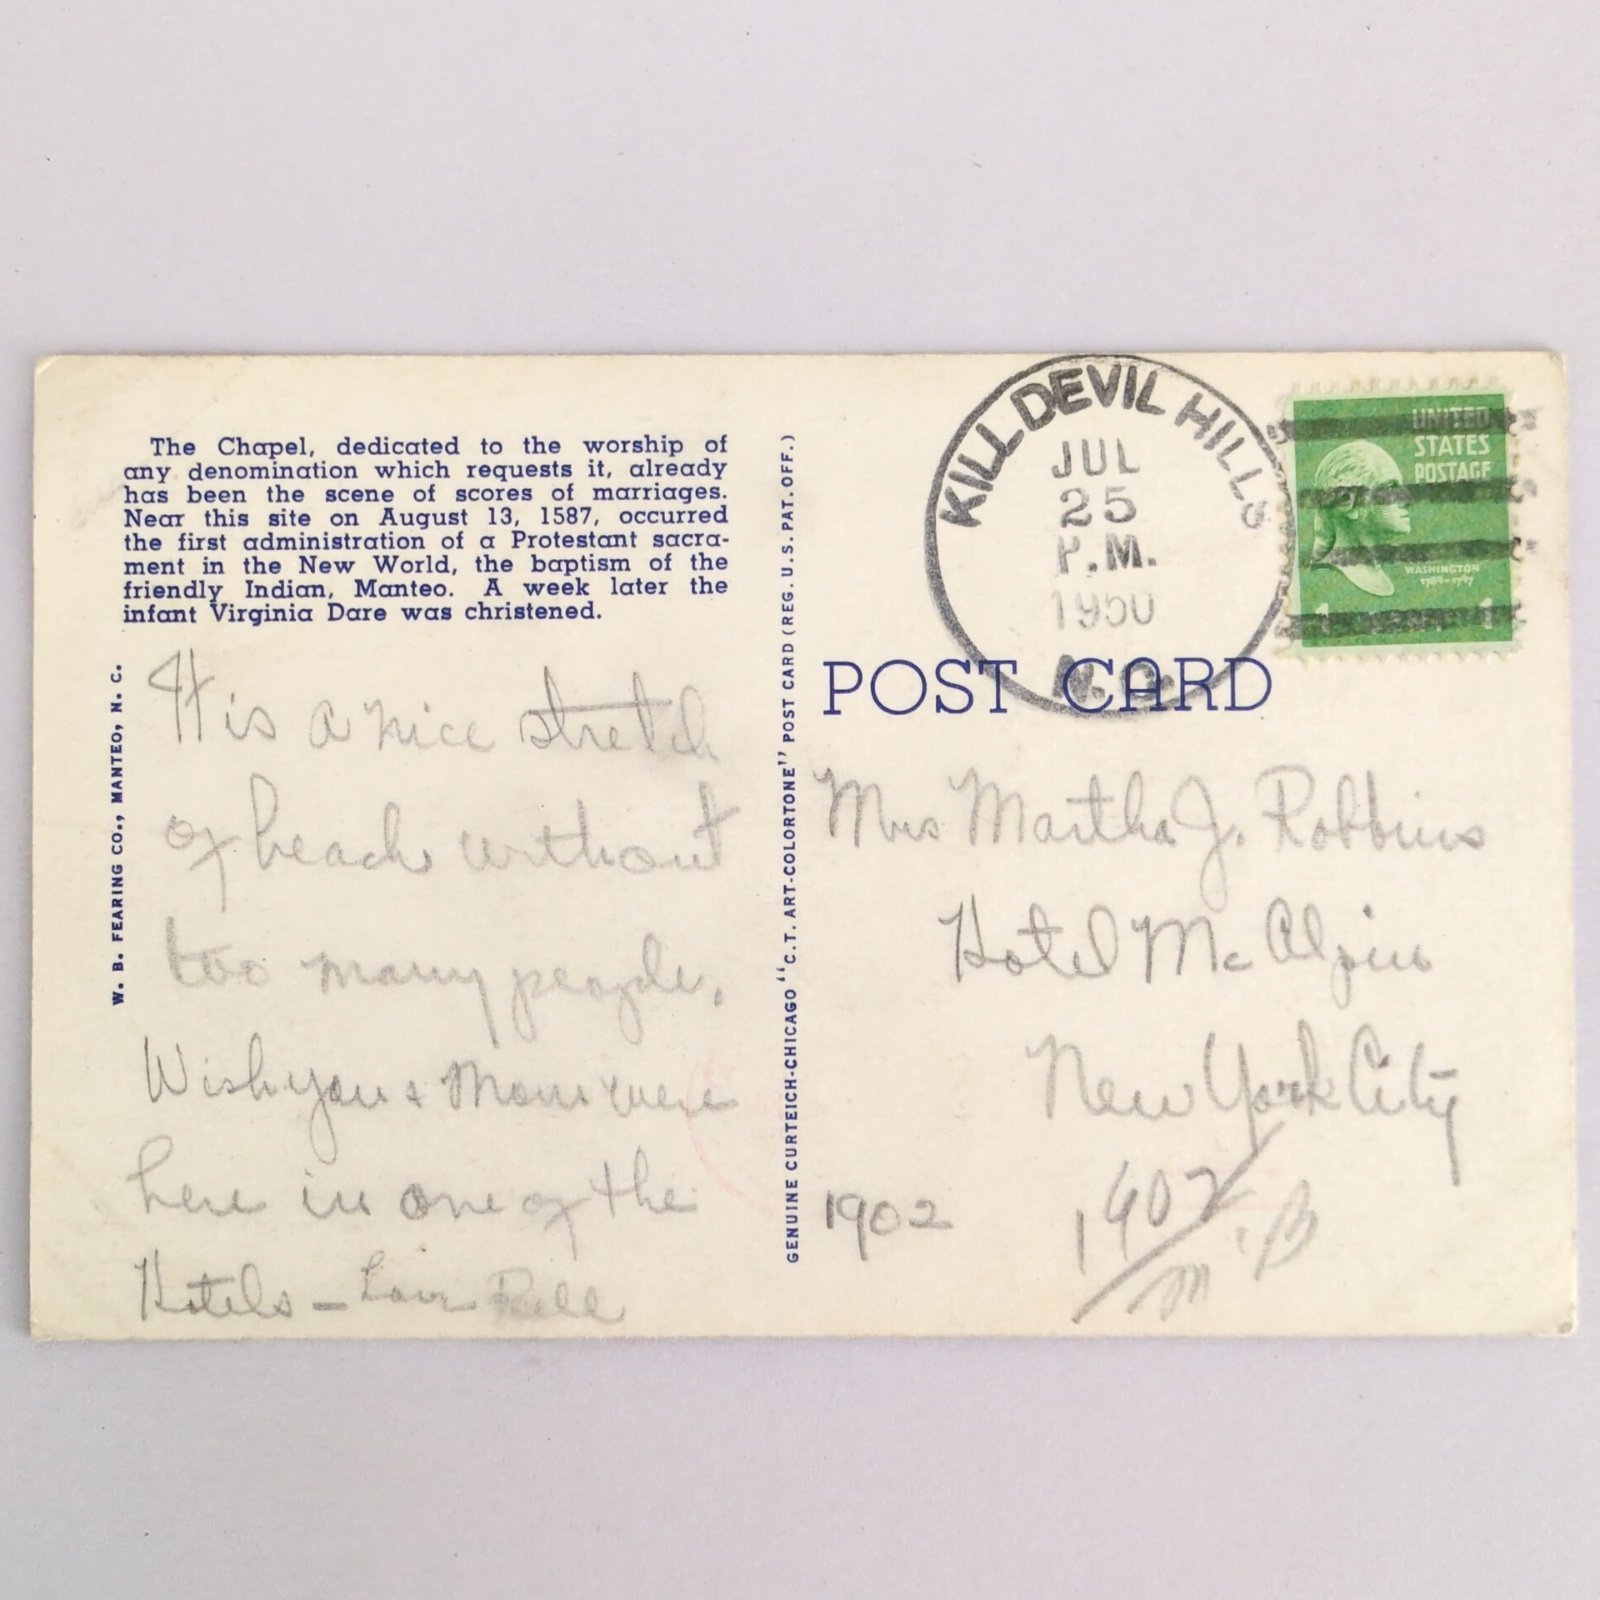 The Chapel, dedicated to the worship of
any denomination which requests it, already
has been the scene of scores of marriages.
Near this site on August 13, 1587, occurred
the first administration of a Protestant sacra-
ment in the New World, the baptism of the
friendly Indian, Manteo. A week later the
infant Virginia Dare was christened.
W. B. FEARING CO., MANTEO, N. C.
It is a nice stretch
of beach without
too many people.
Wish you & Mom were
here in one of the
Hotels - Love
GENUINE CURTEICH-CHICAGO "C.T. ART-COLORTONE" POST CARD (REG. U. S. PAT. OFF.)
KILL DEVIL HILLS
JUL
25
P.M.
1950
N.C.
UNITED
STATES
POSTAGE
WASHINGTON
1789-1797
1 CENT 1
POST CARD
Mrs Martha J. Robbins
Hotel McAlpin
New York City
1902